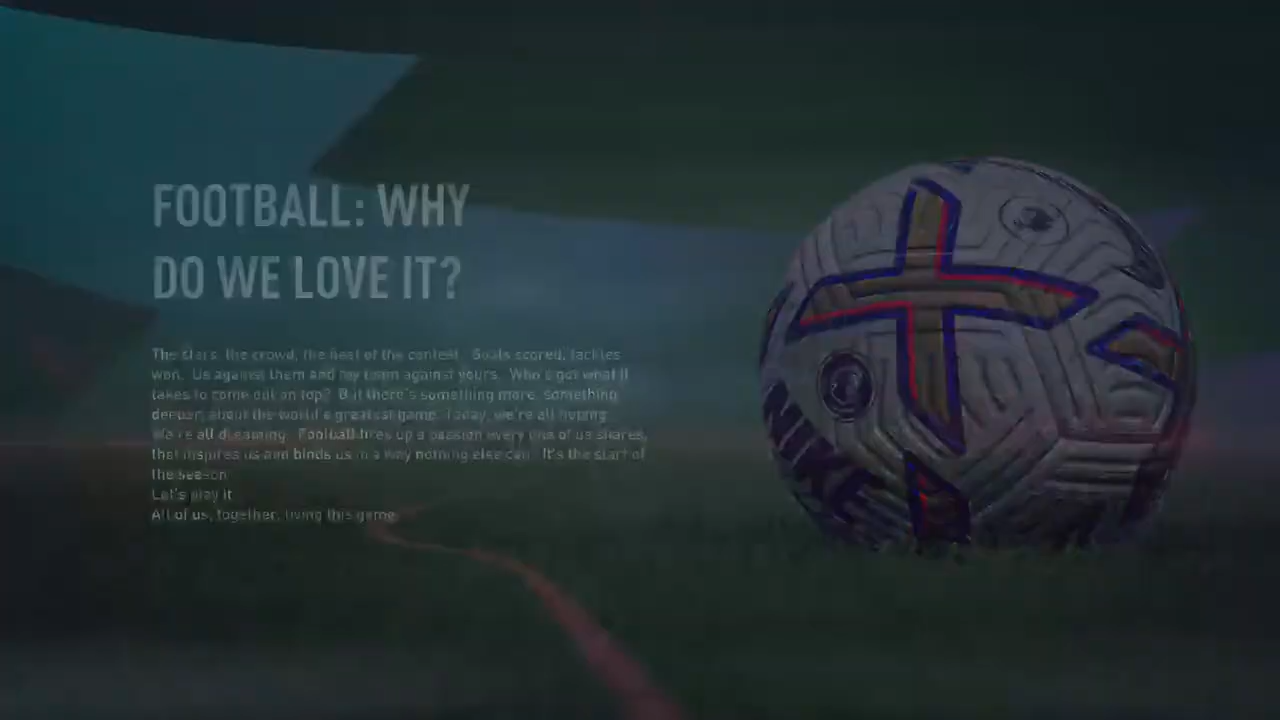 FOOTBALL: WHY
DO WE LOVE IT?
The stars, the crowd, the heat of the contest. Goals scored, tackles
won. Us against them and my team against yours. Who's got what it
takes to come out on top? But there's something more, something
deeper, about the world's greatest game. Today, we're all hoping.
We're all dreaming. Football fires up a passion every one of us shares,
that inspires us and binds us in a way nothing else can. It's the start of
the season.
Let's play it.
All of us, together, living this game.
NIKE